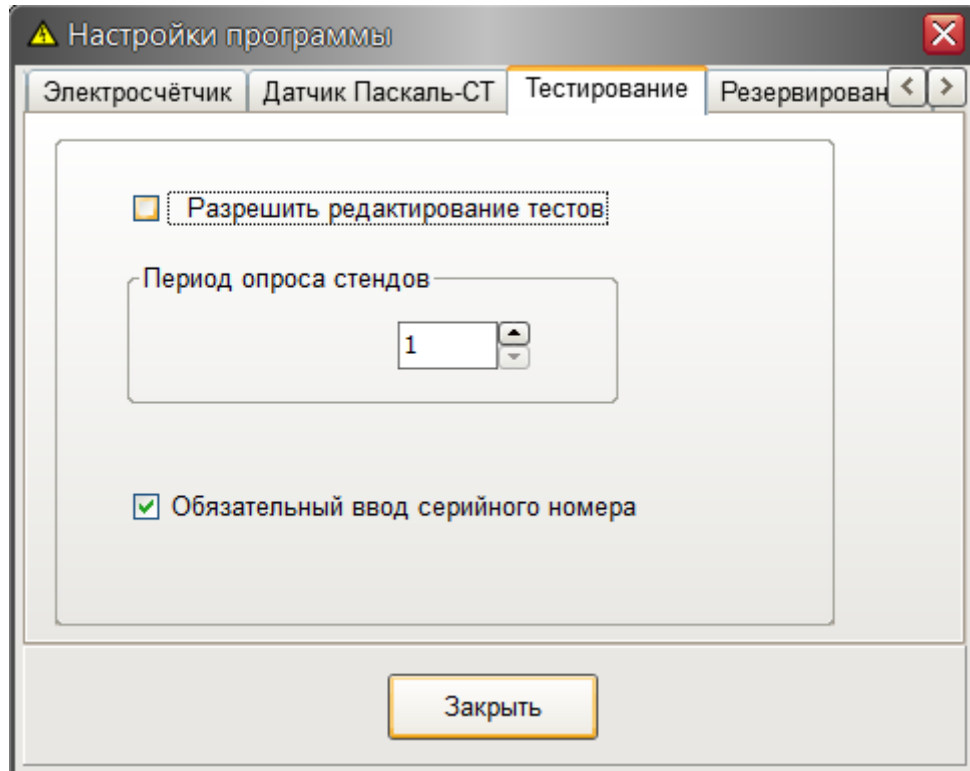 Настройки программы
Электросчётчик Датчик Паскаль-СТ Тестирование Резервирован
Разрешить редактирование тестов
Период опроса стендов
1
Обязательный ввод серийного номера
Закрыть